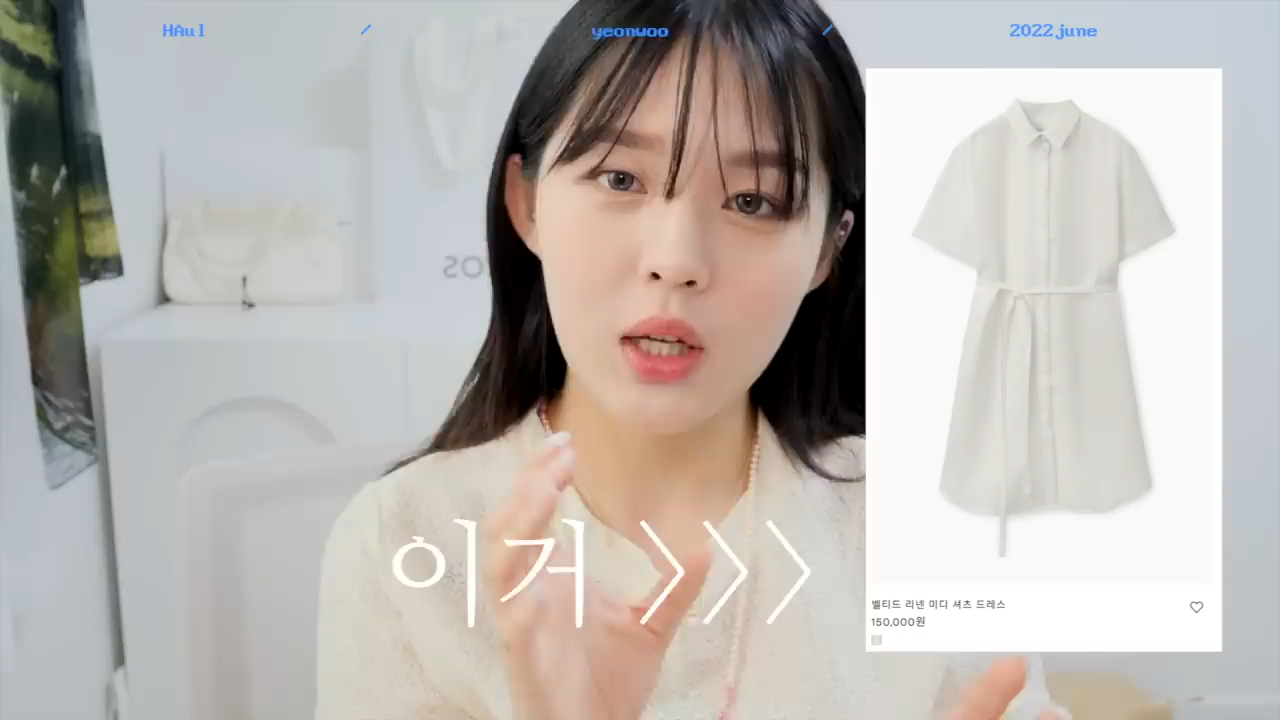 HAul / yeonwoo / 2022 june
이거 >>>
벨티드 리넨 미디 셔츠 드레스
150,000원